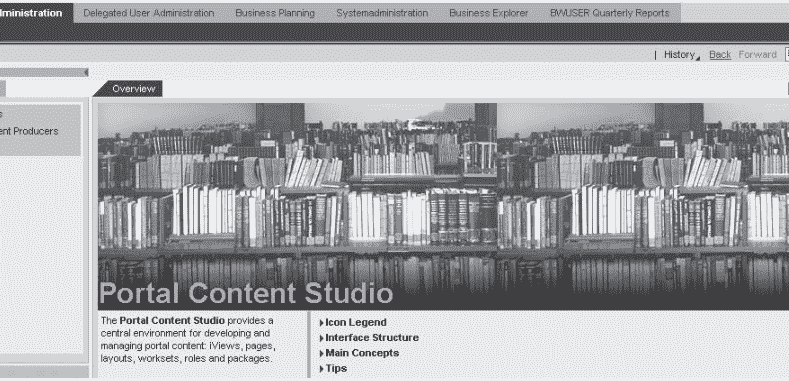 ministration Delegated User Administration Business Planning Systemadministration Business Explorer BWUSER Quarterly Reports
History Back Forward
Overview
s
ent Producers
Portal Content Studio
The Portal Content Studio provides a
central environment for developing and
managing portal content: iViews, pages,
layouts, worksets, roles and packages.
Icon Legend
Interface Structure
Main Concepts
Tips